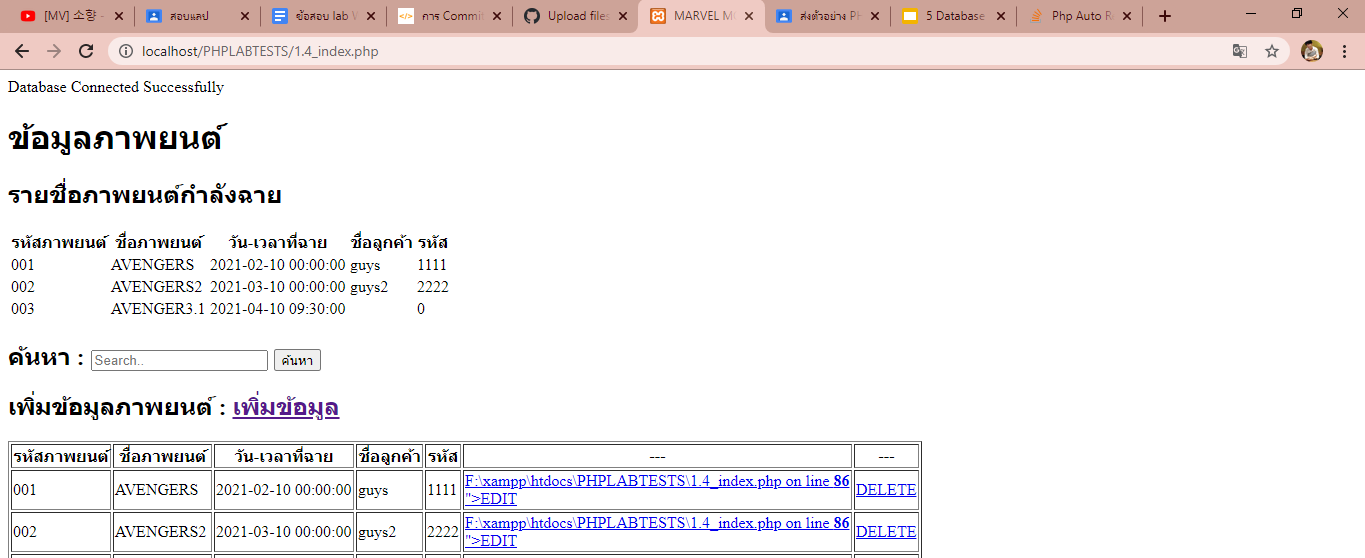 [MV] 소향 -
สอบแลป
ข้อสอบ lab W
การ Commit
Upload files
MARVEL M
ส่งตัวอย่าง PH
5 Database
Php Auto R
localhost/PHPLABTESTS/1.4_index.php
Database Connected Successfully
ข้อมูลภาพยนต์
รายชื่อภาพยนต์กำลังฉาย
รหัสภาพยนต์ ชื่อภาพยนต์ วัน-เวลาที่ฉาย ชื่อลูกค้า รหัส
001 AVENGERS 2021-02-10 00:00:00 guys 1111
002 AVENGERS2 2021-03-10 00:00:00 guys2 2222
003 AVENGER3.1 2021-04-10 09:30:00 0
ค้นหา : Search.. ค้นหา
เพิ่มข้อมูลภาพยนต์ : เพิ่มข้อมูล
รหัสภาพยนต์ ชื่อภาพยนต์ วัน-เวลาที่ฉาย ชื่อลูกค้า รหัส --- ---
001 AVENGERS 2021-02-10 00:00:00 guys 1111 F:\xampp\htdocs\PHPLABTESTS\1.4_index.php on line 86
">EDIT DELETE
002 AVENGERS2 2021-03-10 00:00:00 guys2 2222 F:\xampp\htdocs\PHPLABTESTS\1.4_index.php on line 86
">EDIT DELETE